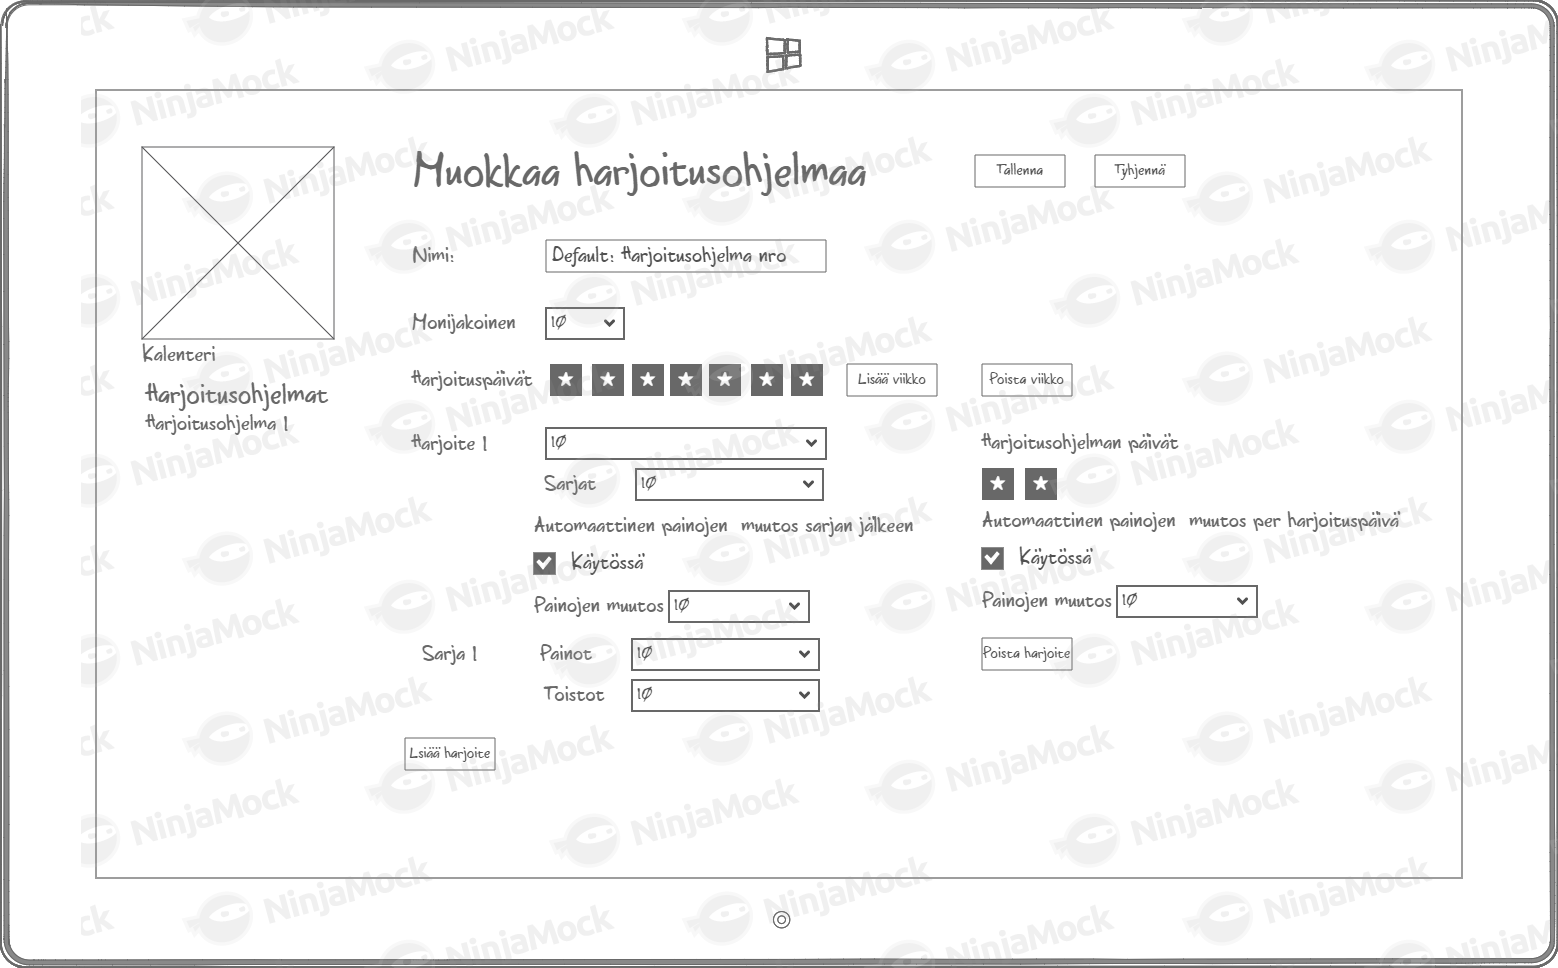 Muokkaa harjoitusohjelmaa
Tallenna
Tyhjennä
Nimi:
Default: Harjoitusohjelma nro
Monijakoinen
10
Kalenteri
Harjoitusohjelmat
Harjoitusohjelma 1
Harjoituspäivät
Lisää viikko
Poista viikko
Harjoite 1
10
Harjoitusohjelman päivät
Sarjat
10
Automaattinen painojen muutos sarjan jälkeen
Automaattinen painojen muutos per harjoituspäivä
Käytössä
Käytössä
Painojen muutos
10
Painojen muutos
10
Sarja 1
Painot
10
Poista harjoite
Toistot
10
Lsiää harjoite
NinjaMock